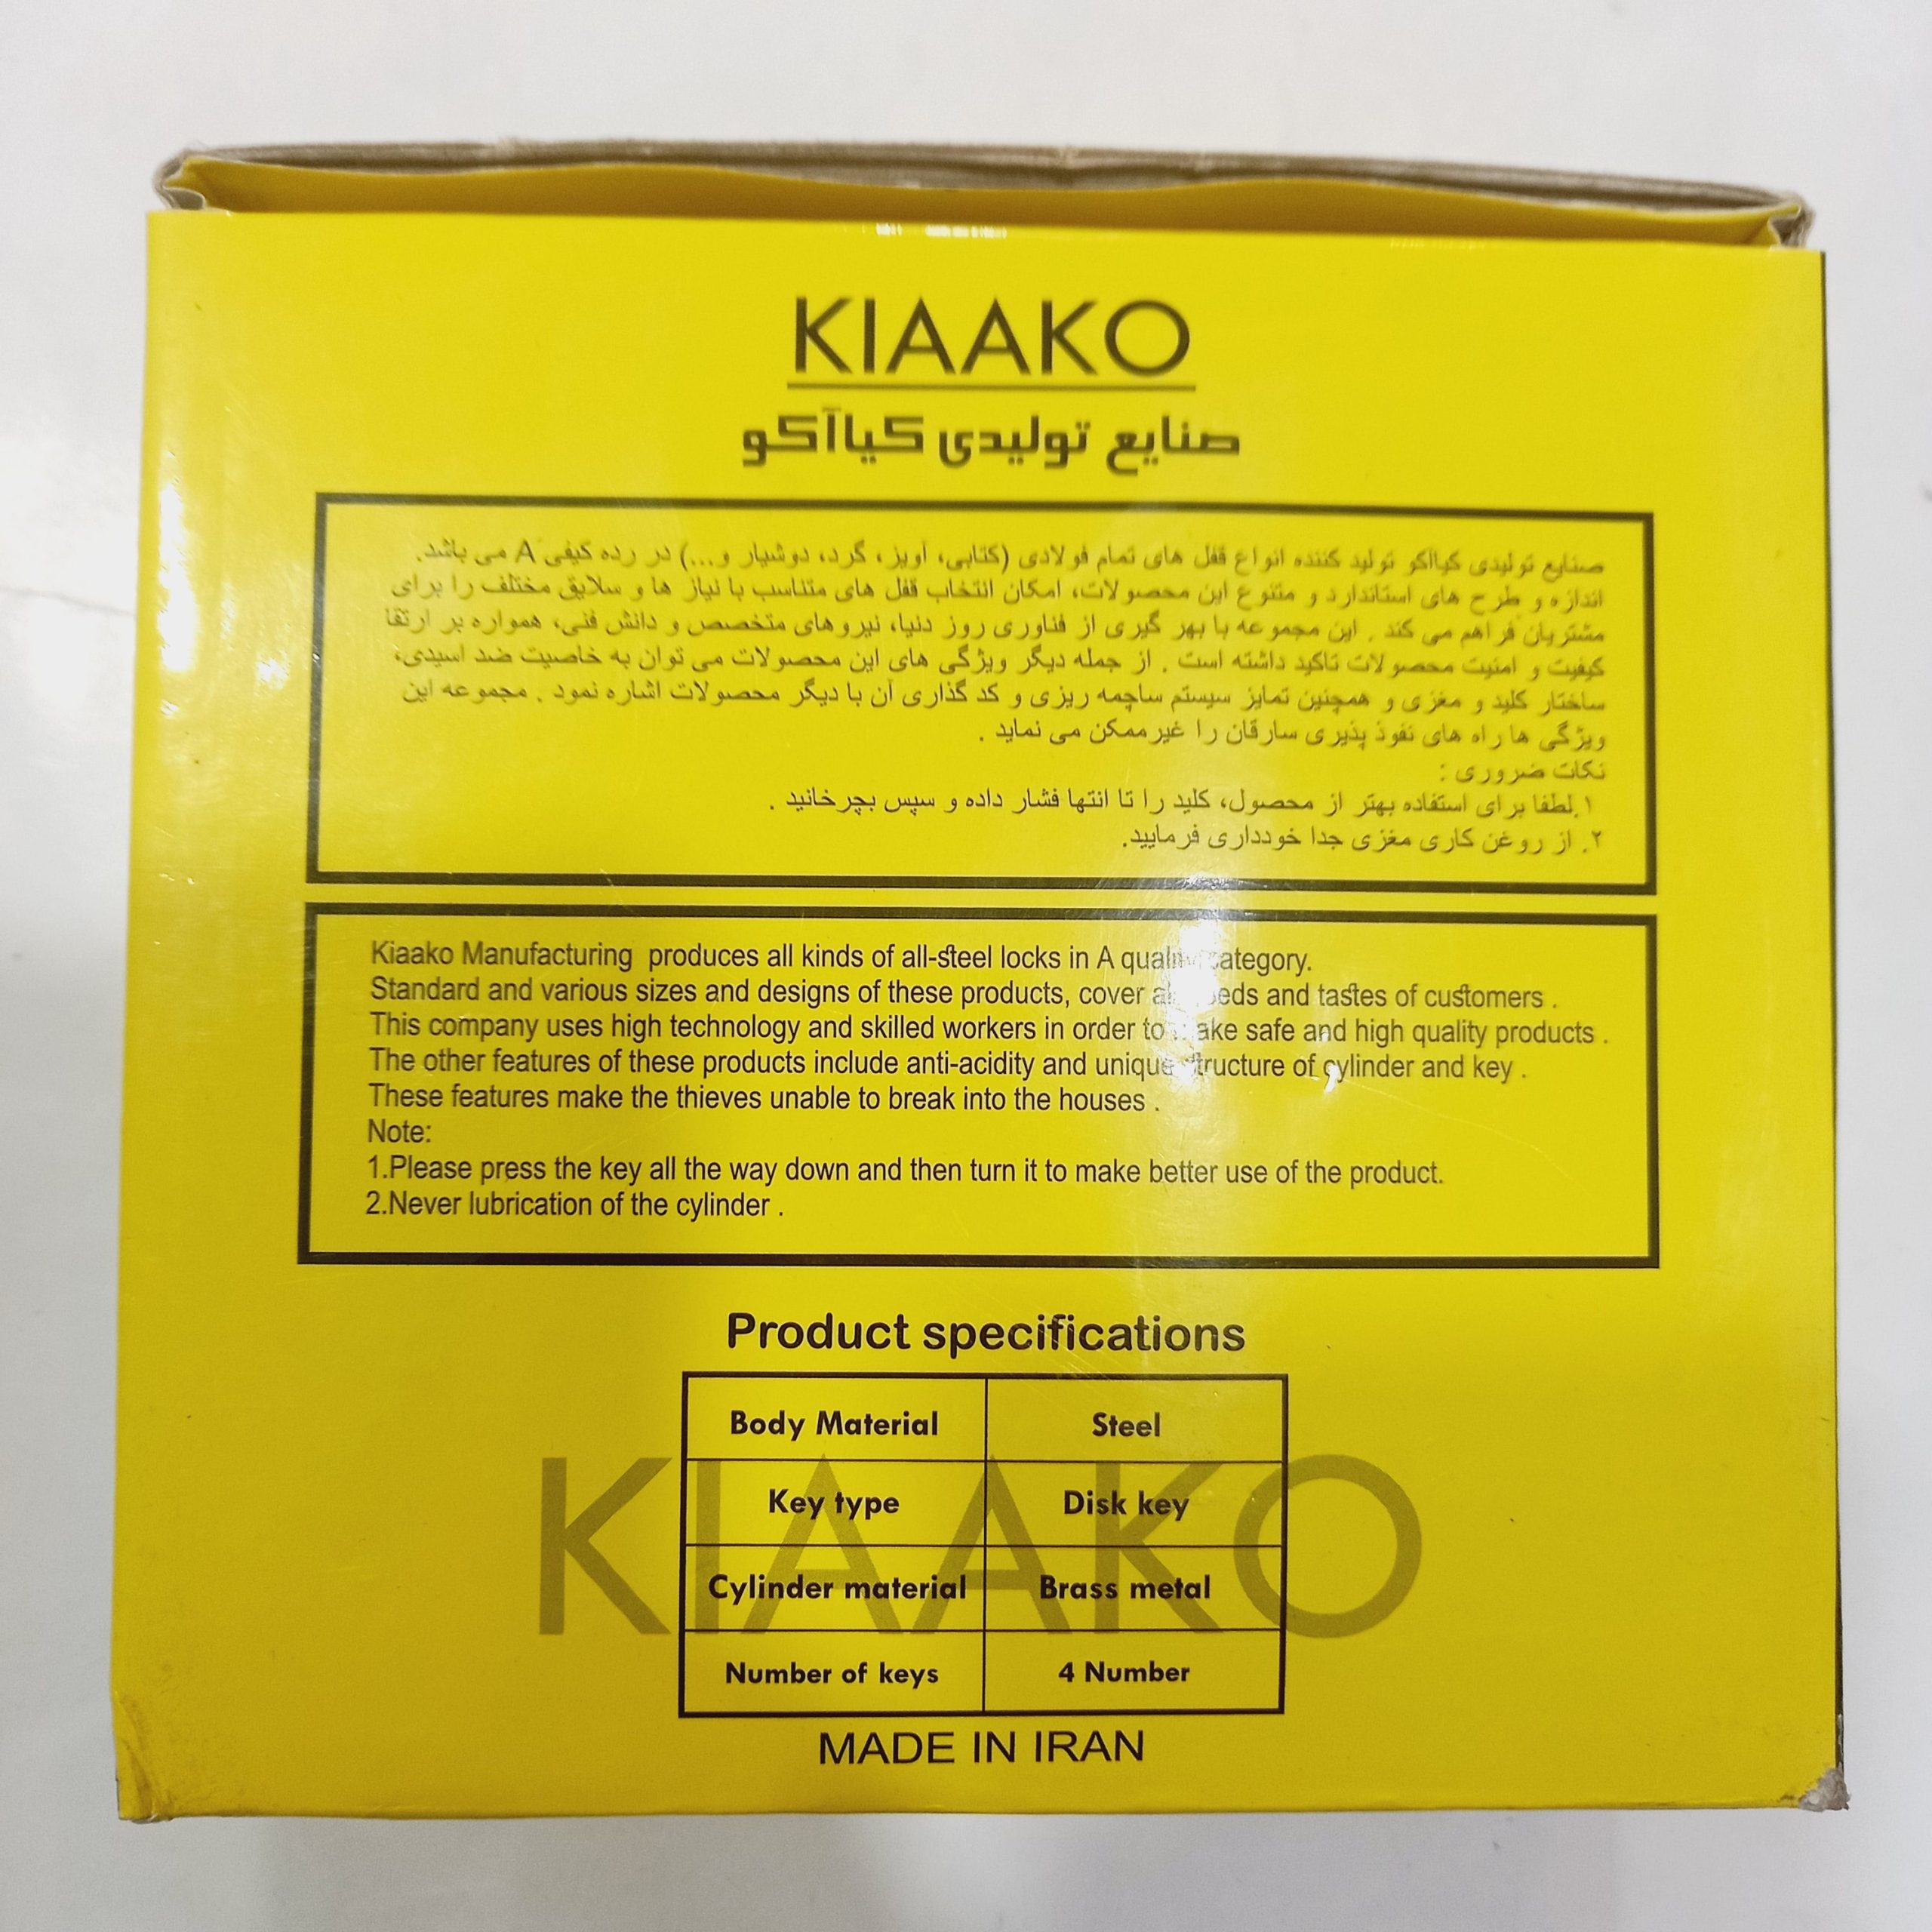 KIAAKO
صنایع تولیدی کیاآکو
صنایع تولیدی کیاآکو تولید کننده انواع قفل های تمام فولادی (کتابی، آویز، گرد، دوشیار و...) در رده کیفی A می باشد.
اندازه و طرح های استاندارد و متنوع این محصولات، امکان انتخاب قفل های متناسب با نیاز ها و سلایق مختلف را برای
مشتریان فراهم می کند . این مجموعه با بهر گیری از فناوری روز دنیا، نیروهای متخصص و دانش فنی، همواره بر ارتقا
کیفیت و امنیت محصولات تاکید داشته است . از جمله دیگر ویژگی های این محصولات می توان به خاصیت ضد اسیدی،
ساختار کلید و مغزی و همچنین تمایز سیستم ساچمه ریزی و کد گذاری آن با دیگر محصولات اشاره نمود . مجموعه این
ویژگی ها راه های نفوذ پذیری سارقان را غیرممکن می نماید .
نکات ضروری :
۱.لطفا برای استفاده بهتر از محصول، کلید را تا انتها فشار داده و سپس بچرخانید .
۲. از روغن کاری مغزی جدا خودداری فرمایید.
Kiaako Manufacturing produces all kinds of all-steel locks in A quality category.
Standard and various sizes and designs of these products, cover and tastes of customers .
This company uses high technology and skilled workers in order to make safe and high quality products .
The other features of these products include anti-acidity and unique structure of cylinder and key .
These features make the thieves unable to break into the houses .
Note:
1.Please press the key all the way down and then turn it to make better use of the product.
2.Never lubrication of the cylinder .
Product specifications
Body Material Steel
Key type Disk key
Cylinder material Brass metal
Number of keys 4 Number
KIAAKO
MADE IN IRAN